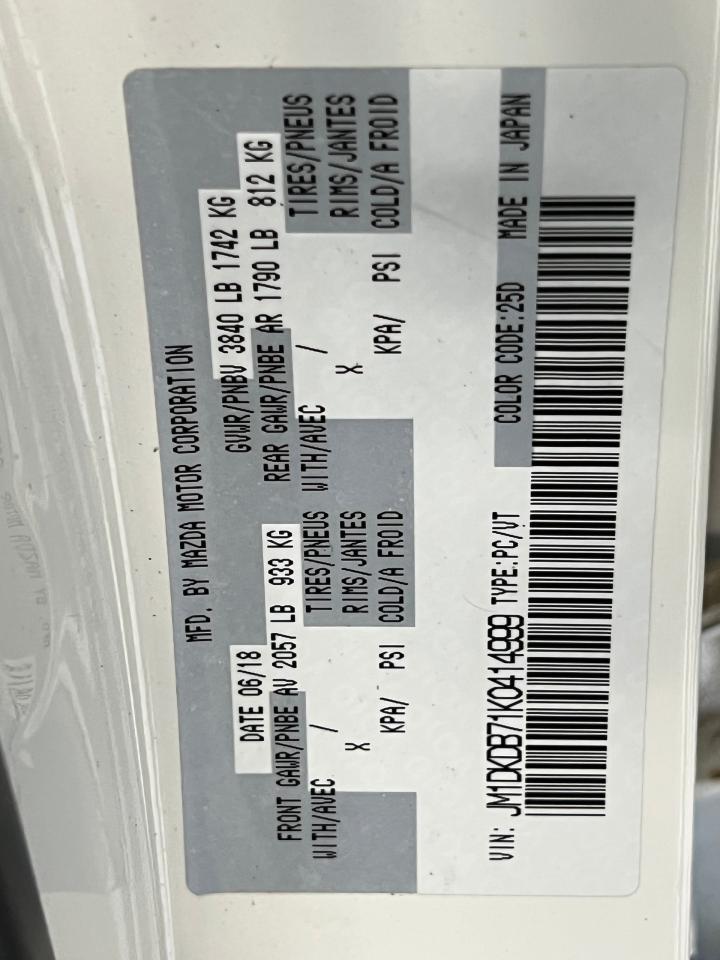 MFD. BY MAZDA MOTOR CORPORATION
DATE 06/18 GVWR/PNBV 3840 LB 1742 KG
FRONT GAWR/PNBE AV 2057 LB 933 KG REAR GAWR/PNBE AR 1790 LB 812 KG
WITH/AVEC / TIRES/PNEUS WITH/AVEC / TIRES/PNEUS
X RIMS/JANTES X RIMS/JANTES
KPA/ PSI COLD/A FROID KPA/ PSI COLD/A FROID
VIN: JM1DKDB71K0414999 TYPE:PC/VT COLOR CODE:25D MADE IN JAPAN